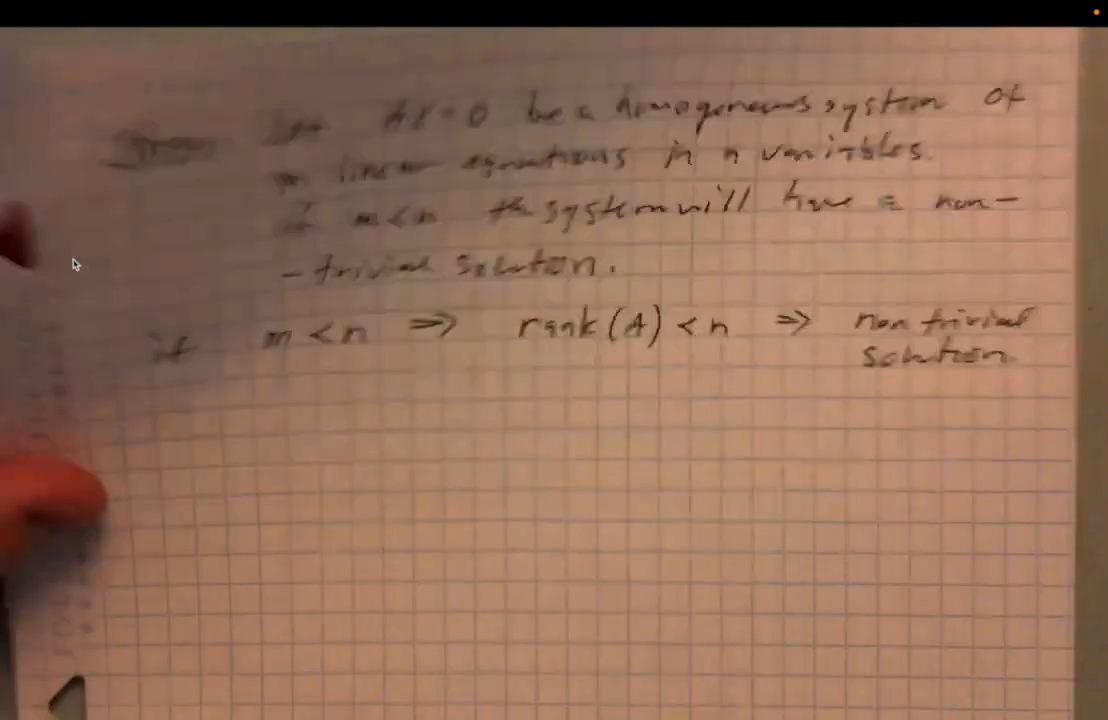 Let AX=0 be a homogeneous system of
m linear equations in n variables.
if m<n the system will have a non-
-trivial solution.
if m<n ⇒ rank(A)<n ⇒ non trivial
solution